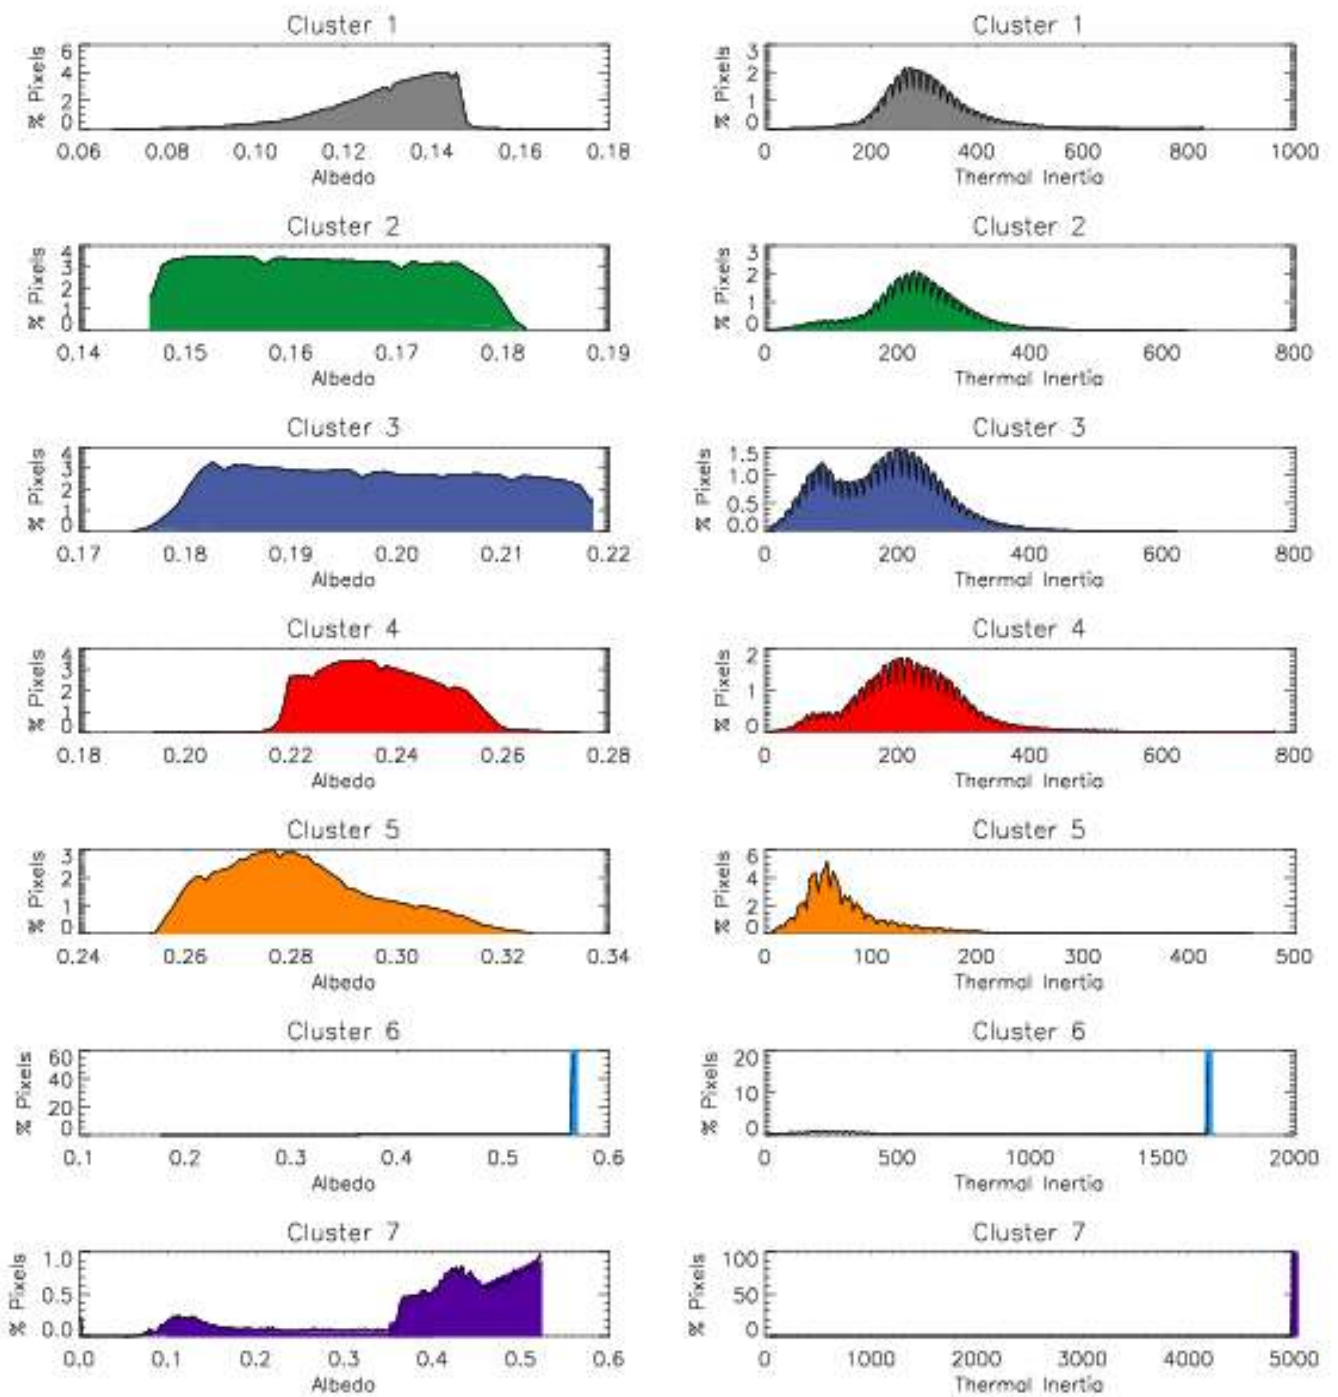 Cluster 1 Cluster 1
% Pixels 6 4 2 0 % Pixels 3 2 1 0
0.06 0.08 0.10 0.12 0.14 0.16 0.18 0 200 400 600 800 1000
Albedo Thermal Inertia
Cluster 2 Cluster 2
% Pixels 4 3 2 1 0 % Pixels 3 2 1 0
0.14 0.15 0.16 0.17 0.18 0.19 0 200 400 600 800
Albedo Thermal Inertia
Cluster 3 Cluster 3
% Pixels 4 3 2 1 0 % Pixels 1.5 1.0 0.5 0.0
0.17 0.18 0.19 0.20 0.21 0.22 0 200 400 600 800
Albedo Thermal Inertia
Cluster 4 Cluster 4
% Pixels 4 3 2 1 0 % Pixels 2 1 0
0.18 0.20 0.22 0.24 0.26 0.28 0 200 400 600 800
Albedo Thermal Inertia
Cluster 5 Cluster 5
% Pixels 3 2 1 0 % Pixels 6 4 2 0
0.24 0.26 0.28 0.30 0.32 0.34 0 100 200 300 400 500
Albedo Thermal Inertia
Cluster 6 Cluster 6
% Pixels 60 40 20 0 % Pixels 20 10 0
0.1 0.2 0.3 0.4 0.5 0.6 0 500 1000 1500 2000
Albedo Thermal Inertia
Cluster 7 Cluster 7
% Pixels 1.0 0.5 0.0 % Pixels 100 50 0
0.0 0.1 0.2 0.3 0.4 0.5 0.6 0 1000 2000 3000 4000 5000
Albedo Thermal Inertia